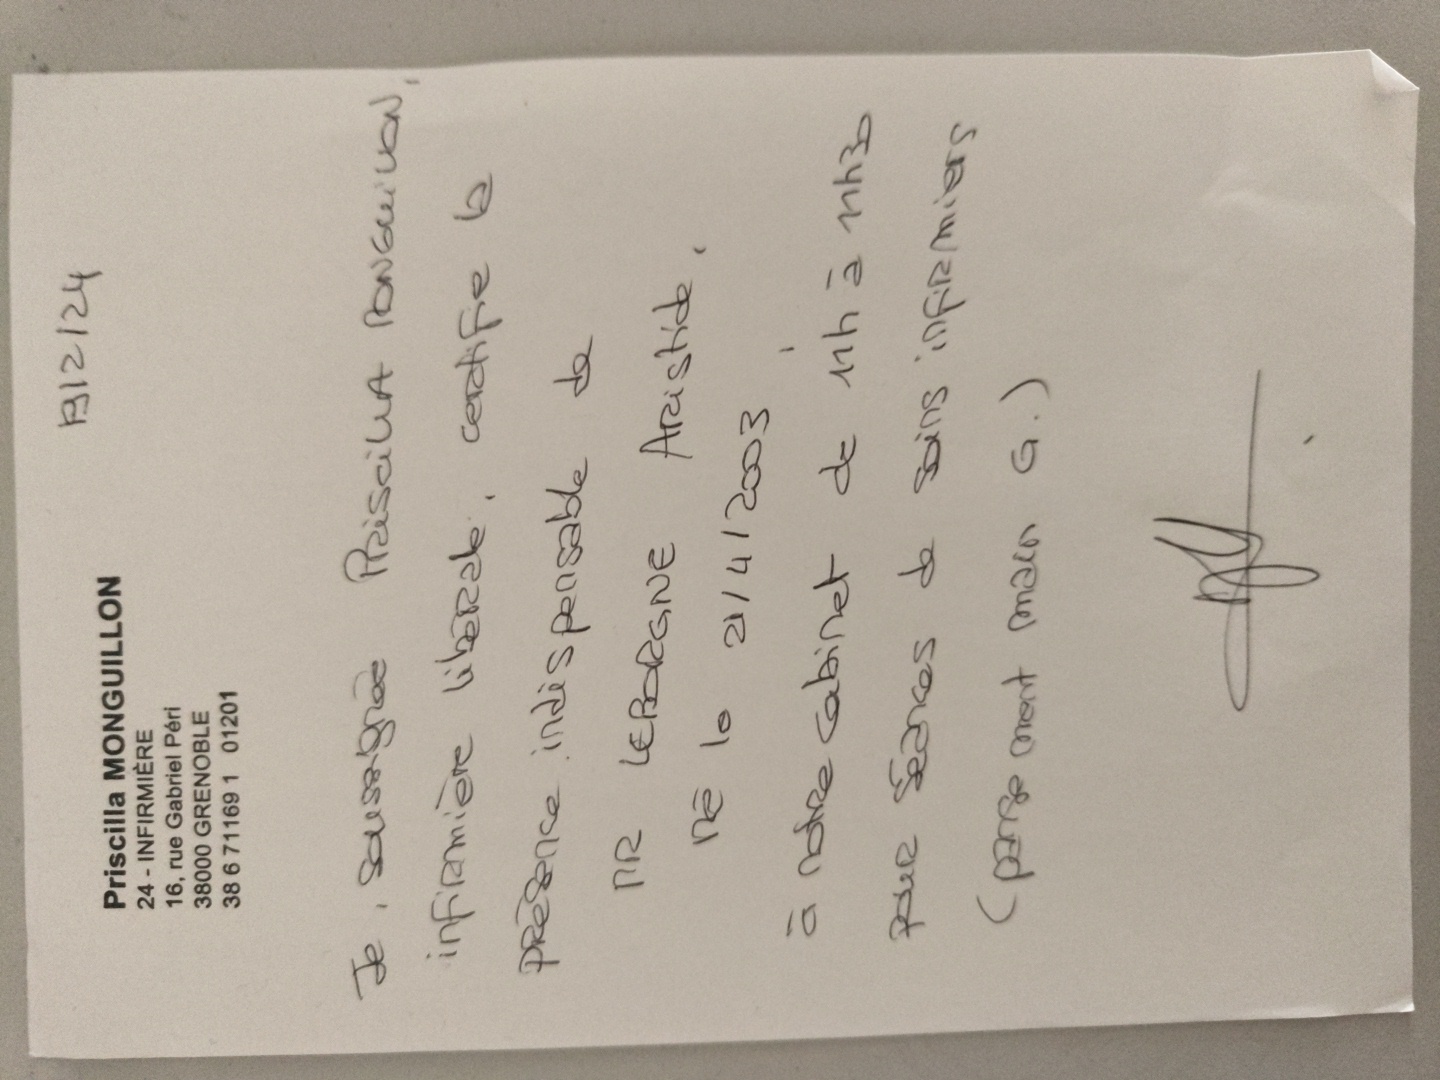 19/2/24
Priscilla MONGUILLON
24 - INFIRMIÈRE
16, rue Gabriel Péri
38000 GRENOBLE
38 6 71169 1 01201
Je, soussignée PRISCILLA MONGUILLON,
infirmière libérale, certifie la
présence indispensable de
MR LEBORGNE Aristide,
né le 21/4/2003,
à notre cabinet de 11h à 11h30
pour séances de soins infirmiers
(pansement main G.)